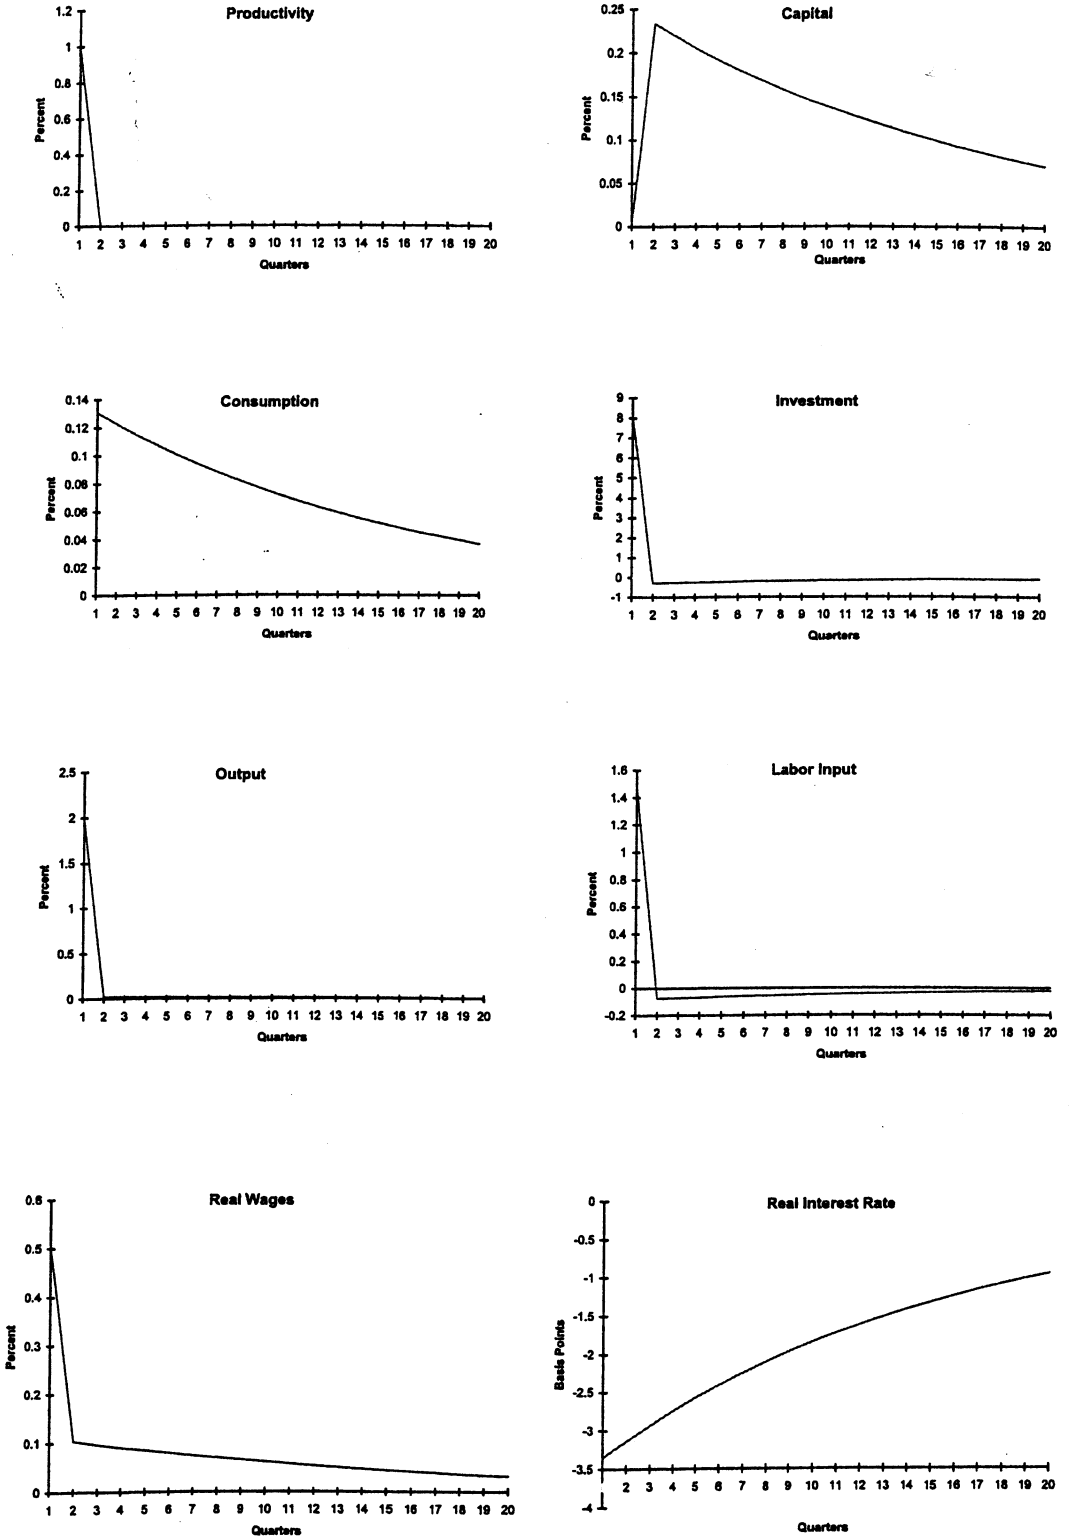 Productivity
1.2
1
0.8
0.6
0.4
0.2
0
Percent
1 2 3 4 5 6 7 8 9 10 11 12 13 14 15 16 17 18 19 20
Quarters
Capital
0.25
0.2
0.15
0.1
0.05
0
Percent
1 2 3 4 5 6 7 8 9 10 11 12 13 14 15 16 17 18 19 20
Quarters
Consumption
0.14
0.12
0.1
0.08
0.06
0.04
0.02
0
Percent
1 2 3 4 5 6 7 8 9 10 11 12 13 14 15 16 17 18 19 20
Quarters
Investment
9
8
7
6
5
4
3
2
1
0
-1
Percent
1 2 3 4 5 6 7 8 9 10 11 12 13 14 15 16 17 18 19 20
Quarters
Output
2.5
2
1.5
1
0.5
0
Percent
1 2 3 4 5 6 7 8 9 10 11 12 13 14 15 16 17 18 19 20
Quarters
Labor Input
1.6
1.4
1.2
1
0.8
0.6
0.4
0.2
0
-0.2
Percent
1 2 3 4 5 6 7 8 9 10 11 12 13 14 15 16 17 18 19 20
Quarters
Real Wages
0.6
0.5
0.4
0.3
0.2
0.1
0
Percent
1 2 3 4 5 6 7 8 9 10 11 12 13 14 15 16 17 18 19 20
Quarters
Real Interest Rate
0
-0.5
-1
-1.5
-2
-2.5
-3
-3.5
-4
Basis Points
2 3 4 5 6 7 8 9 10 11 12 13 14 15 16 17 18 19 20
Quarters